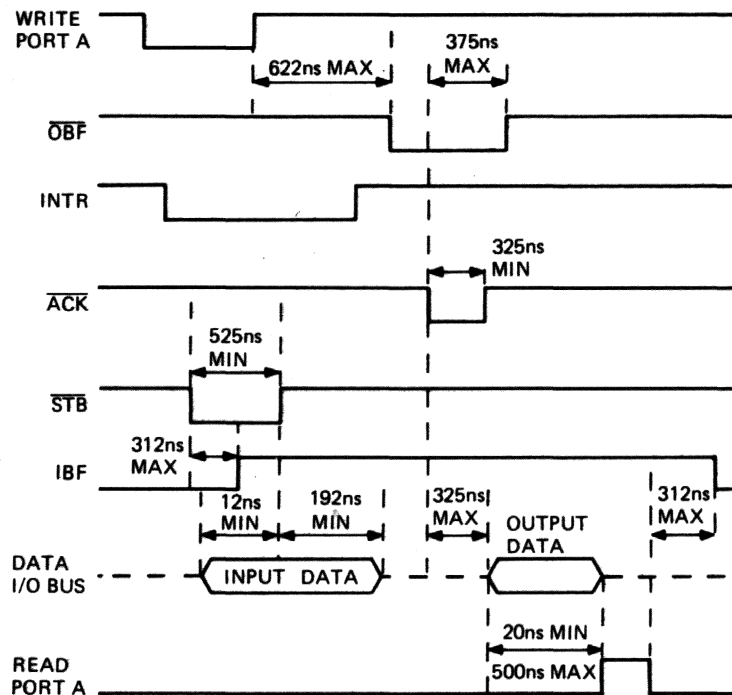 WRITE
PORT A
622ns MAX
375ns
MAX
OBF
INTR
325ns
MIN
ACK
525ns
MIN
STB
312ns
MAX
IBF
12ns
MIN
192ns
MIN
325ns
MAX
OUTPUT
DATA
312ns
MAX
DATA
I/O BUS
INPUT DATA
20ns MIN
500ns MAX
READ
PORT A